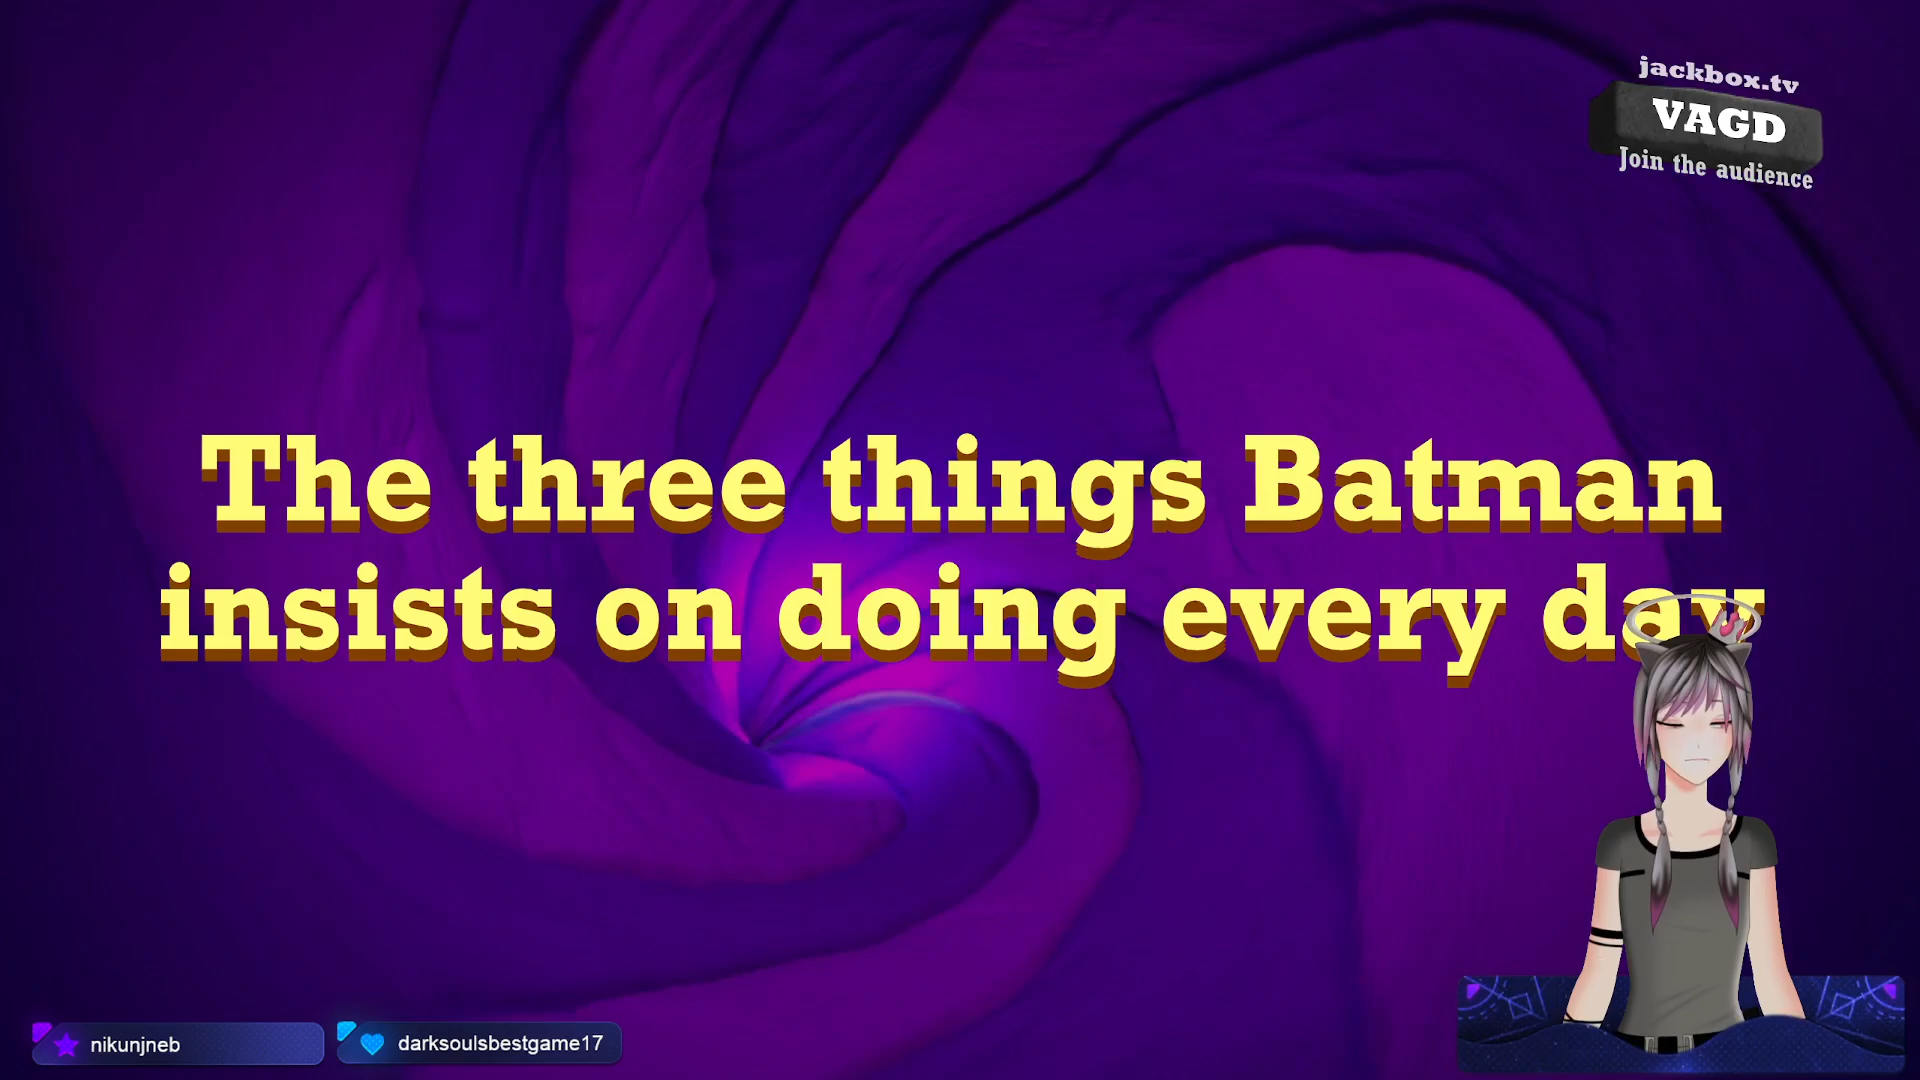 jackbox.tv
VAGD
Join the audience
The three things Batman
insists on doing every day
nikunjneb
darksoulsbestgame17